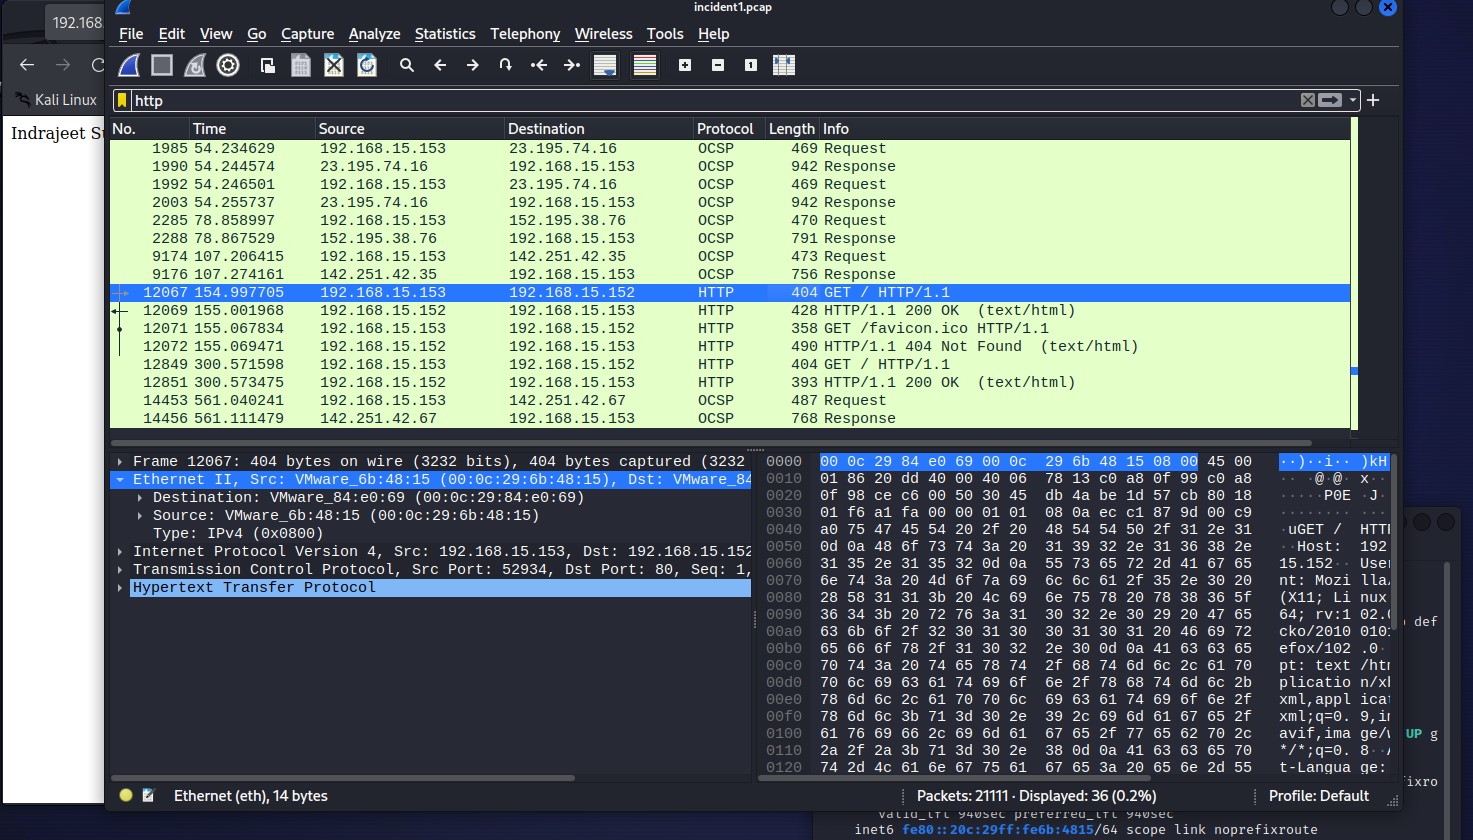 incident1.pcap
192.168
File Edit View Go Capture Analyze Statistics Telephony Wireless Tools Help
Kali Linux
http
Indrajeet
No. Time Source Destination Protocol Length Info
1985 54.234629 192.168.15.153 23.195.74.16 OCSP 469 Request
1990 54.244574 23.195.74.16 192.168.15.153 OCSP 942 Response
1992 54.246501 192.168.15.153 23.195.74.16 OCSP 469 Request
2003 54.255737 23.195.74.16 192.168.15.153 OCSP 942 Response
2285 78.858997 192.168.15.153 152.195.38.76 OCSP 470 Request
2288 78.867529 152.195.38.76 192.168.15.153 OCSP 791 Response
9174 107.206415 192.168.15.153 142.251.42.35 OCSP 473 Request
9176 107.274161 142.251.42.35 192.168.15.153 OCSP 756 Response
12067 154.997705 192.168.15.153 192.168.15.152 HTTP 404 GET / HTTP/1.1
12069 155.001968 192.168.15.152 192.168.15.153 HTTP 428 HTTP/1.1 200 OK (text/html)
12071 155.067834 192.168.15.153 192.168.15.152 HTTP 358 GET /favicon.ico HTTP/1.1
12072 155.069471 192.168.15.152 192.168.15.153 HTTP 490 HTTP/1.1 404 Not Found (text/html)
12849 300.571598 192.168.15.153 192.168.15.152 HTTP 404 GET / HTTP/1.1
12851 300.573475 192.168.15.152 192.168.15.153 HTTP 393 HTTP/1.1 200 OK (text/html)
14453 561.040241 192.168.15.153 142.251.42.67 OCSP 487 Request
14456 561.111479 142.251.42.67 192.168.15.153 OCSP 768 Response
Frame 12067: 404 bytes on wire (3232 bits), 404 bytes captured (3232
Ethernet II, Src: VMware_6b:48:15 (00:0c:29:6b:48:15), Dst: VMware_84
Destination: VMware_84:e0:69 (00:0c:29:84:e0:69)
Source: VMware_6b:48:15 (00:0c:29:6b:48:15)
Type: IPv4 (0x0800)
Internet Protocol Version 4, Src: 192.168.15.153, Dst: 192.168.15.152
Transmission Control Protocol, Src Port: 52934, Dst Port: 80, Seq: 1,
Hypertext Transfer Protocol
0000 00 0c 29 84 e0 69 00 0c 29 6b 48 15 08 00 45 00 ··)··i·· )kH
0010 01 86 20 dd 40 00 40 06 78 13 c0 a8 0f 99 c0 a8 ·· ·@·@· x
0020 0f 98 ce c6 00 50 30 45 db 4a be 1d 57 cb 80 18 ·····P0E ·J·
0030 01 f6 a1 fa 00 00 01 01 08 0a ec c1 87 9d 00 c9 ········ ···
0040 a0 75 47 45 54 20 2f 20 48 54 54 50 2f 31 2e 31 ·uGET / HTTP
0050 0d 0a 48 6f 73 74 3a 20 31 39 32 2e 31 36 38 2e ··Host: 192
0060 31 35 2e 31 35 32 0d 0a 55 73 65 72 2d 41 67 65 15.152·· User
0070 6e 74 3a 20 4d 6f 7a 69 6c 6c 61 2f 35 2e 30 20 nt: Mozi lla/
0080 28 58 31 31 3b 20 4c 69 6e 75 78 20 78 38 36 5f (X11; Li nux
0090 36 34 3b 20 72 76 3a 31 30 32 2e 30 29 20 47 65 64; rv:1 02.0
00a0 63 6b 6f 2f 32 30 31 30 30 31 30 31 20 46 69 72 cko/2010 0101
00b0 65 66 6f 78 2f 31 30 32 2e 30 0d 0a 41 63 63 65 efox/102 .0·
00c0 70 74 3a 20 74 65 78 74 2f 68 74 6d 6c 2c 61 70 pt: text /htm
00d0 70 6c 69 63 61 74 69 6f 6e 2f 78 68 74 6d 6c 2b plicatio n/xh
00e0 78 6d 6c 2c 61 70 70 6c 69 63 61 74 69 6f 6e 2f xml,appl icat
00f0 78 6d 6c 3b 71 3d 30 2e 39 2c 69 6d 61 67 65 2f xml;q=0. 9,im
0100 61 76 69 66 2c 69 6d 61 67 65 2f 77 65 62 70 2c avif,ima ge/w
0110 2a 2f 2a 3b 71 3d 30 2e 38 0d 0a 41 63 63 65 70 */*;q=0. 8··A
0120 74 2d 4c 61 6e 67 75 61 67 65 3a 20 65 6e 2d 55 t-Langua ge:
def
UP g
ixro
Ethernet (eth), 14 bytes Packets: 21111 · Displayed: 36 (0.2%) Profile: Default
valid_lft 940sec preferred_lft 940sec
inet6 fe80::20c:29ff:fe6b:4815/64 scope link noprefixroute